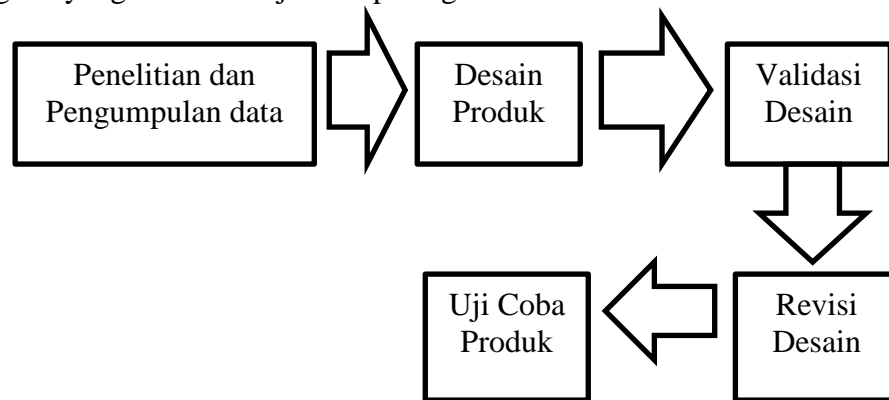 Penelitian dan
Pengumpulan data
Desain
Produk
Validasi
Desain
Uji Coba
Produk
Revisi
Desain